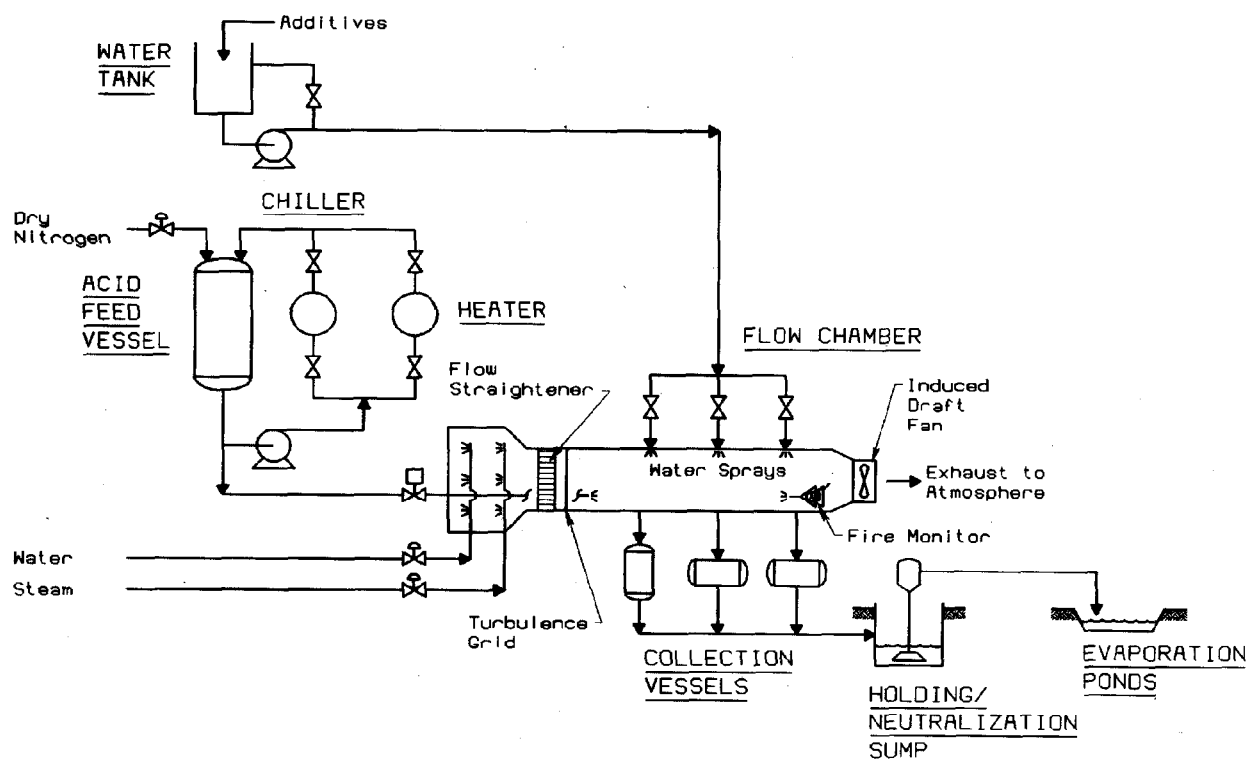 Additives
WATER
TANK
CHILLER
Dry
Nitrogen
ACID
FEED
VESSEL
HEATER
FLOW CHAMBER
Flow
Straightener
Induced
Draft
Fan
Water Sprays
Exhaust to
Atmosphere
Fire Monitor
Water
Steam
Turbulence
Grid
COLLECTION
VESSELS
HOLDING/
NEUTRALIZATION
SUMP
EVAPORATION
PONDS